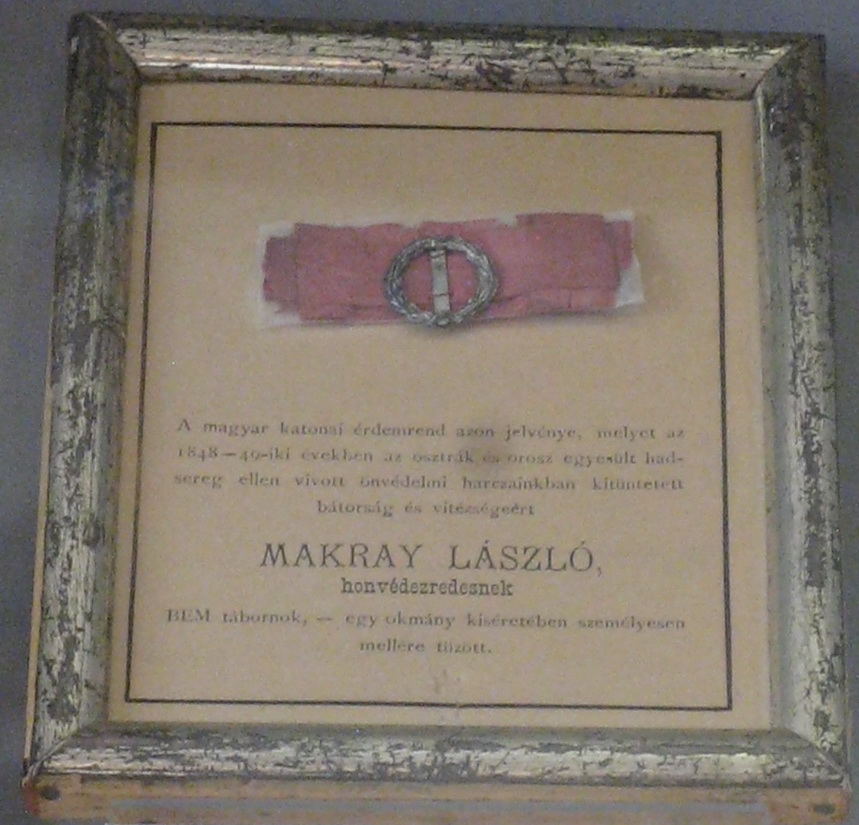 A magyar katonai érdemrend azon jelvénye, melyet az
1848—49-iki években az osztrák és orosz egyesült had-
sereg ellen vivott önvédelmi harczainkban kitüntetett
bátorság és vitézségeért
MAKRAY LÁSZLÓ,
honvédezredesnek
BEM tábornok, — egy okmány kiséretében személyesen
mellére tűzött.